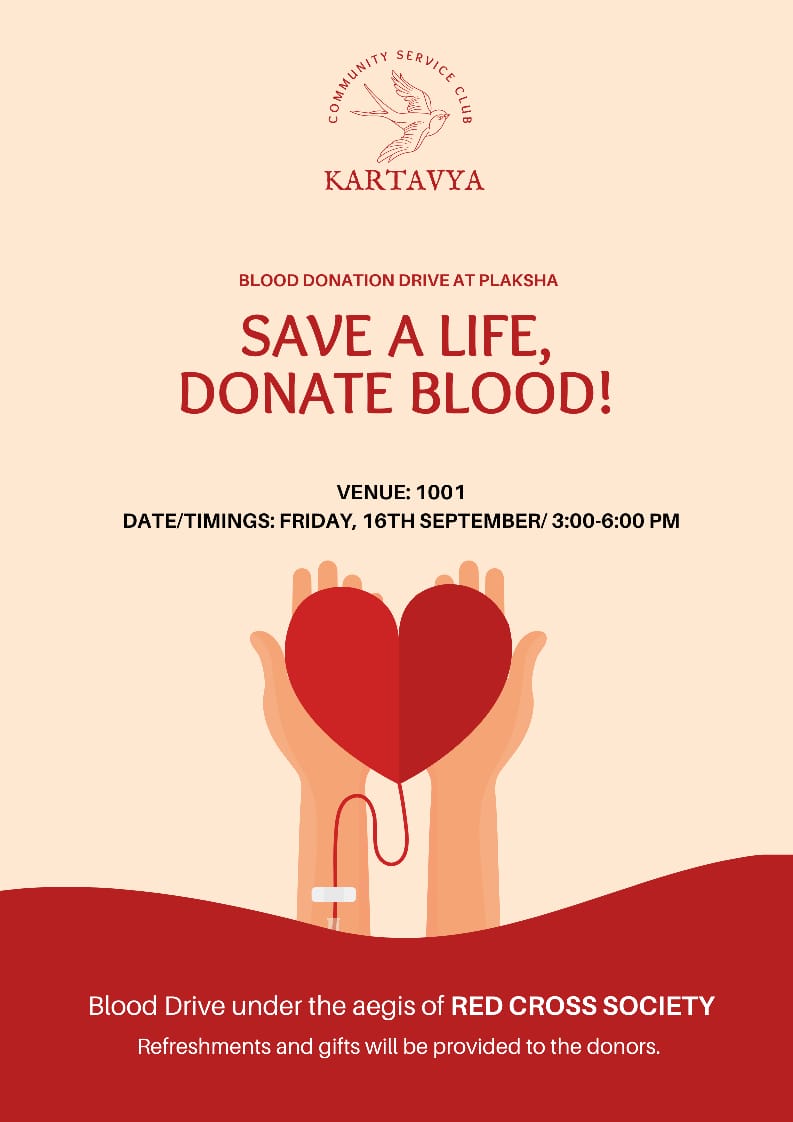 COMMUNITY SERVICE CLUB
KARTAVYA
BLOOD DONATION DRIVE AT PLAKSHA
SAVE A LIFE,
DONATE BLOOD!
VENUE: 1001
DATE/TIMINGS: FRIDAY, 16TH SEPTEMBER/ 3:00-6:00 PM
Blood Drive under the aegis of RED CROSS SOCIETY
Refreshments and gifts will be provided to the donors.